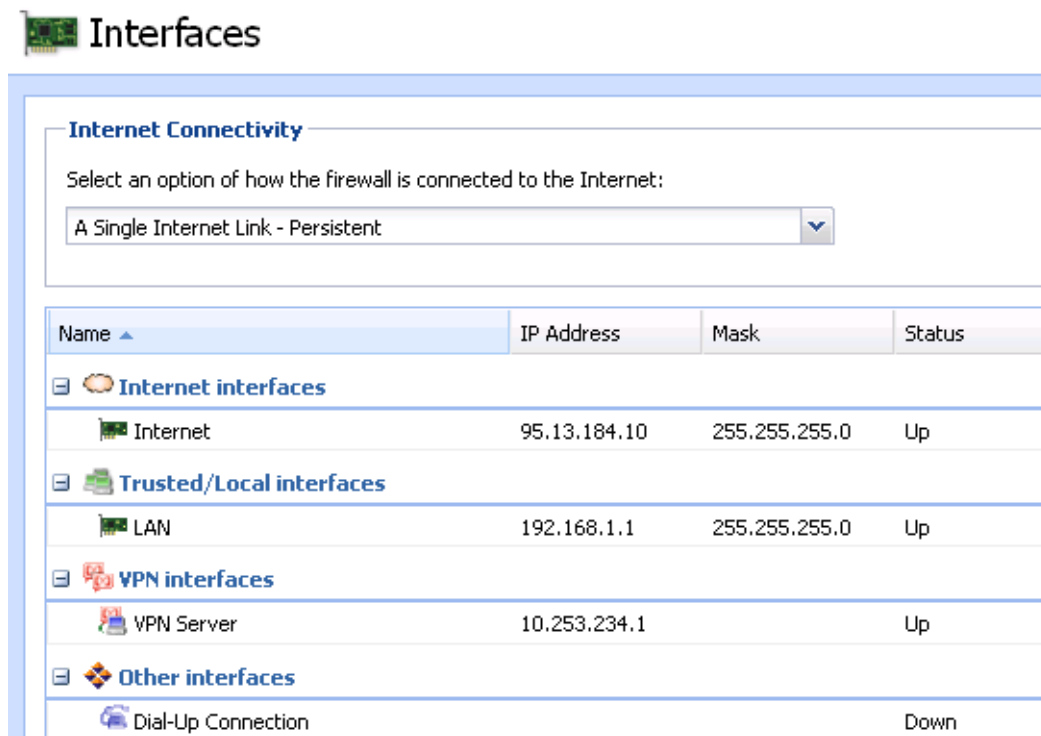 Interfaces
Internet Connectivity
Select an option of how the firewall is connected to the Internet:
A Single Internet Link - Persistent
Name IP Address Mask Status
Internet interfaces
Internet 95.13.184.10 255.255.255.0 Up
Trusted/Local interfaces
LAN 192.168.1.1 255.255.255.0 Up
VPN interfaces
VPN Server 10.253.234.1 Up
Other interfaces
Dial-Up Connection Down